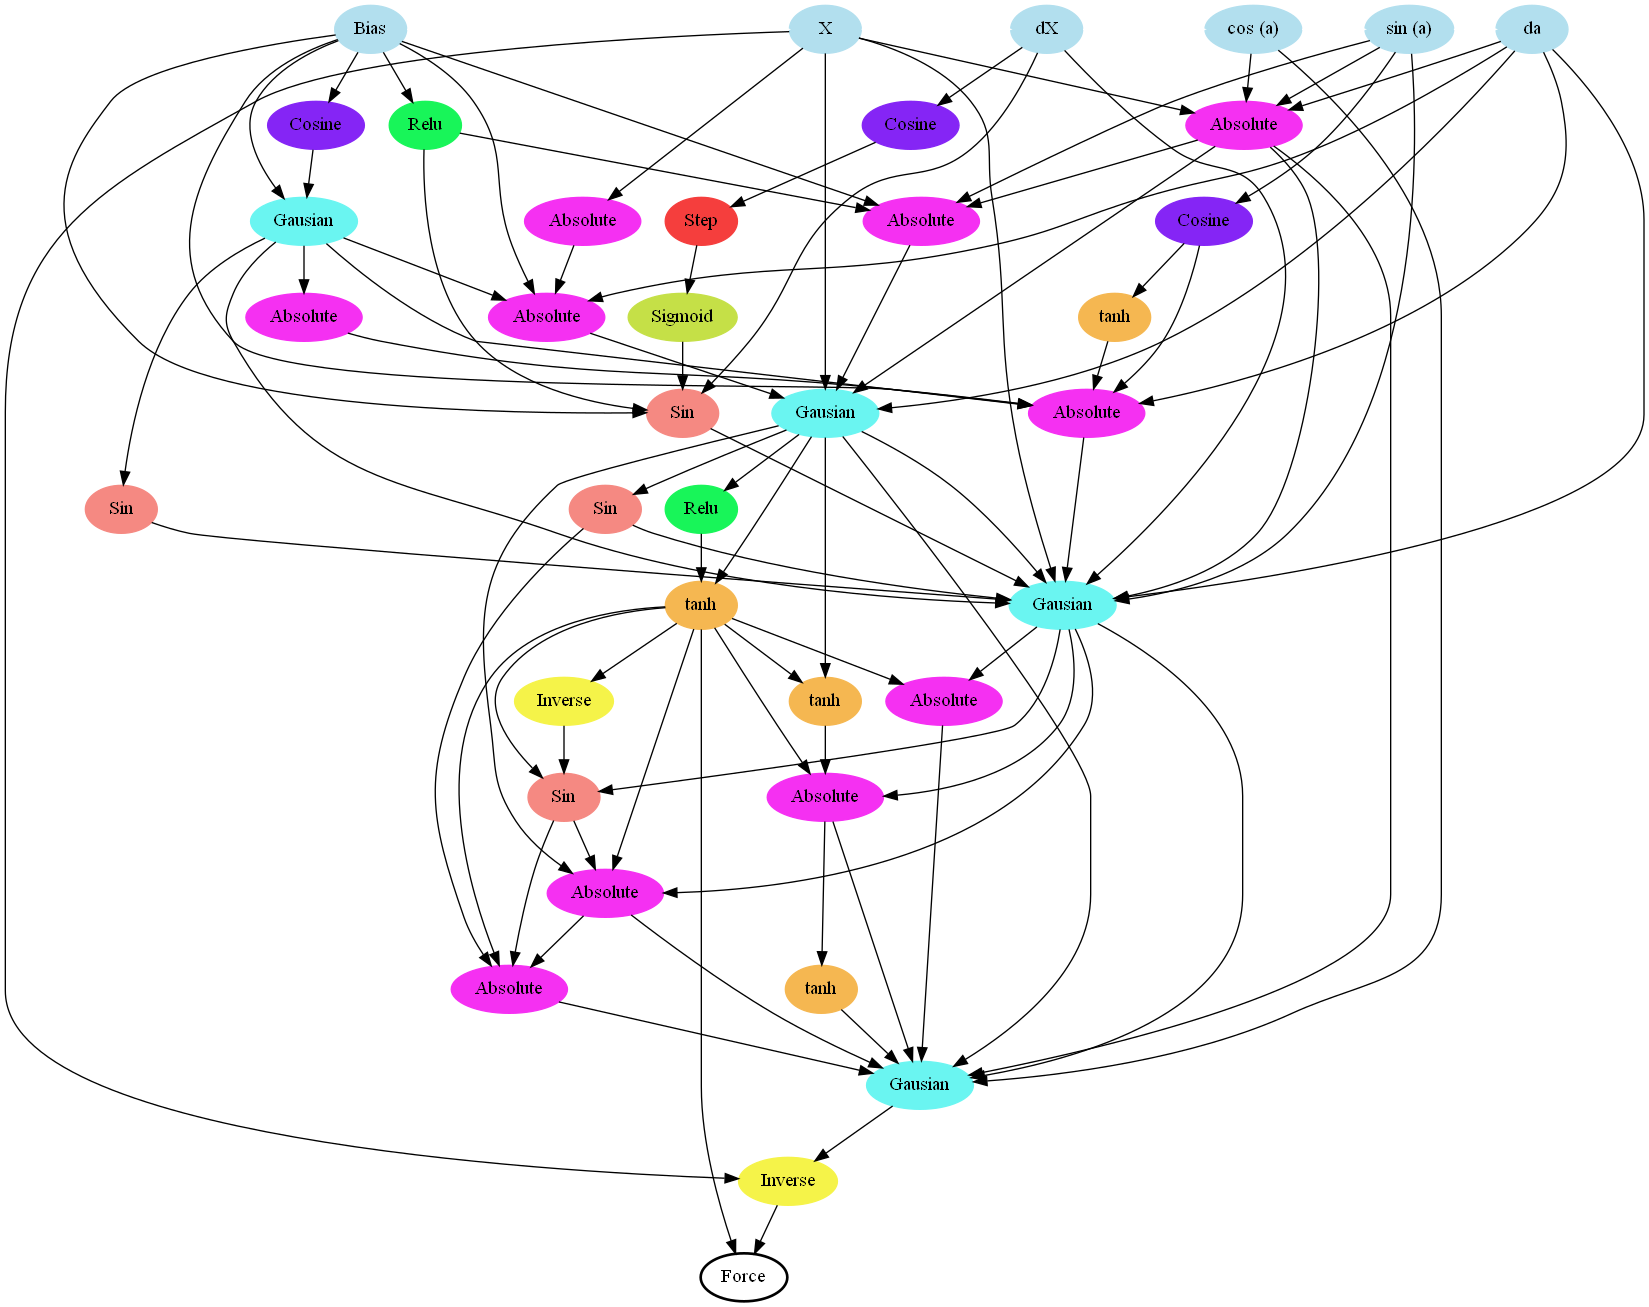 Bias
X
dX
cos (a)
sin (a)
da
Cosine
Relu
Cosine
Absolute
Gausian
Absolute
Step
Absolute
Cosine
Absolute
Absolute
Sigmoid
tanh
Sin
Gausian
Absolute
Sin
Sin
Relu
tanh
Gausian
Inverse
tanh
Absolute
Sin
Absolute
Absolute
Absolute
tanh
Gausian
Inverse
Force